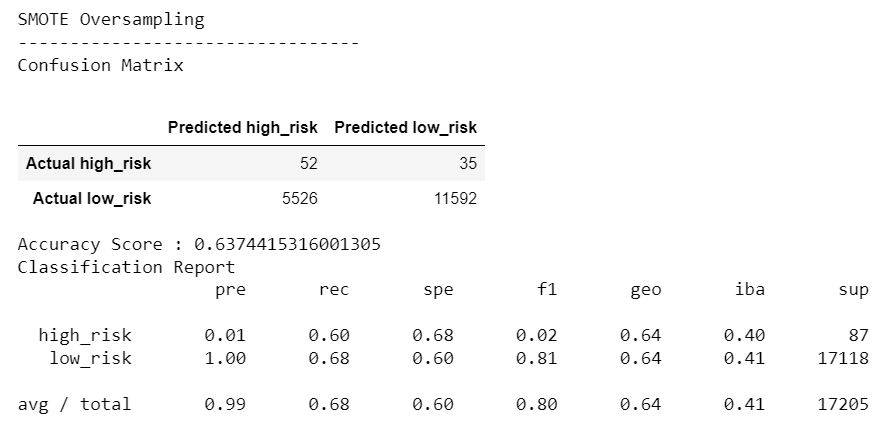 SMOTE Oversampling
---------------------------------
Confusion Matrix
Predicted high_risk Predicted low_risk
Actual high_risk 52 35
Actual low_risk 5526 11592
Accuracy Score : 0.6374415316001305
Classification Report
pre rec spe f1 geo iba sup
high_risk 0.01 0.60 0.68 0.02 0.64 0.40 87
low_risk 1.00 0.68 0.60 0.81 0.64 0.41 17118
avg / total 0.99 0.68 0.60 0.80 0.64 0.41 17205